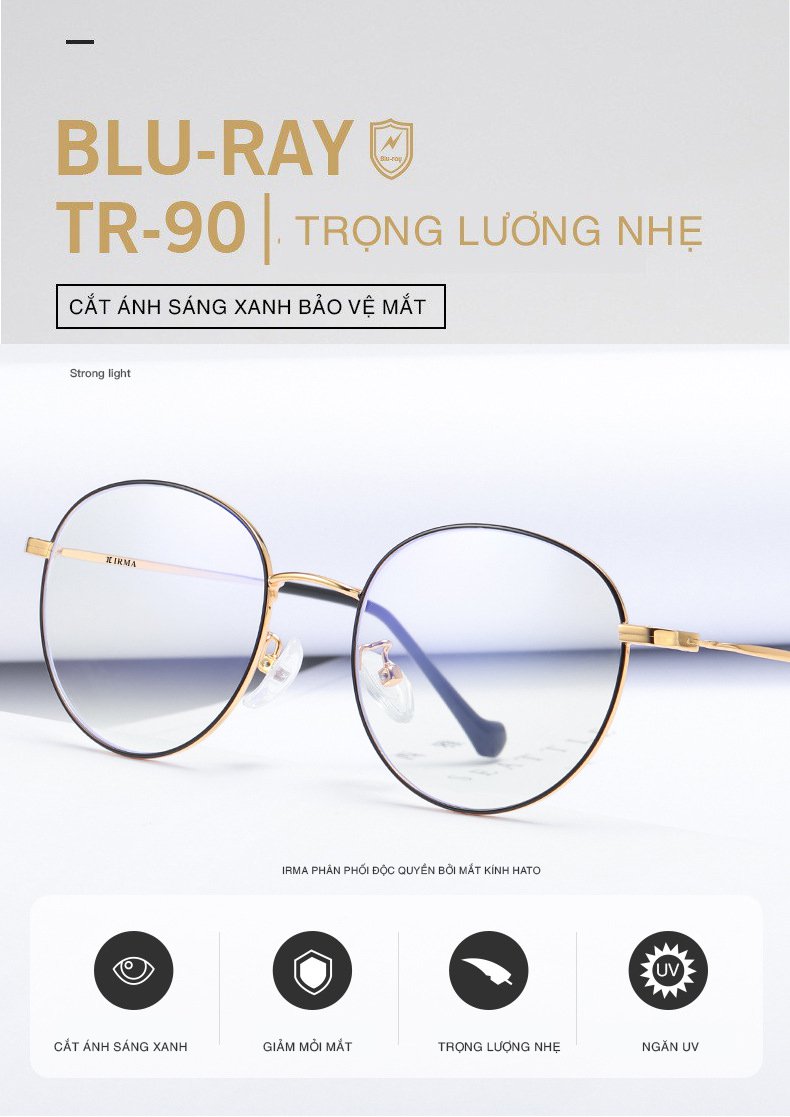 BLU-RAY
Blu-ray
TR-90 TRỌNG LƯƠNG NHẸ
CẮT ÁNH SÁNG XANH BẢO VỆ MẮT
Strong light
IRMA
IRMA PHÂN PHỐI ĐỘC QUYỀN BỞI MẮT KÍNH HATO
UV
CẮT ÁNH SÁNG XANH
GIẢM MỎI MẮT
TRỌNG LƯỢNG NHẸ
NGĂN UV